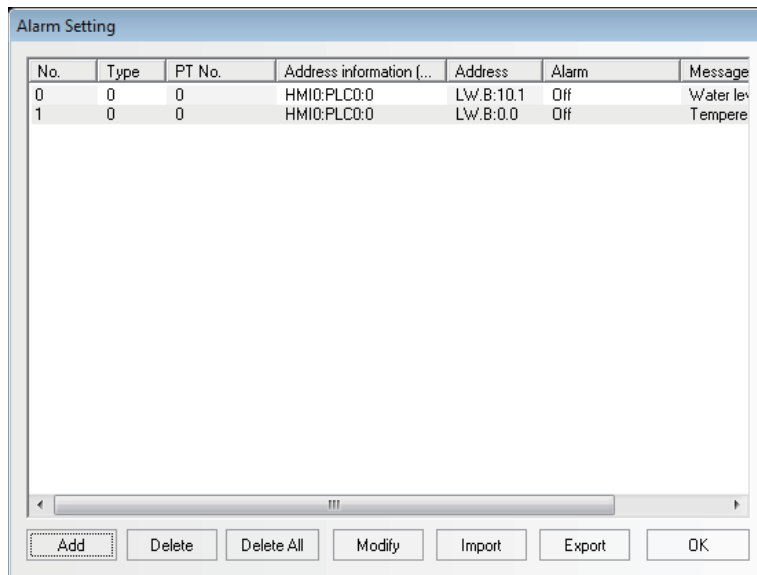 Alarm Setting
No. Type PT No. Address information (... Address Alarm Message
0 0 0 HMI0:PLC0:0 LW.B:10.1 Off Water lev
1 0 0 HMI0:PLC0:0 LW.B:0.0 Off Tempere
Add Delete Delete All Modify Import Export OK